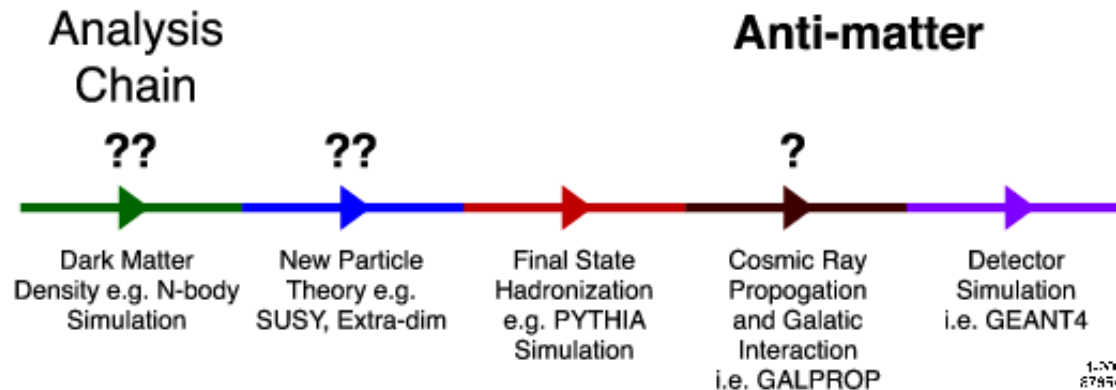 Analysis
Chain
Anti-matter
??
??
?
Dark Matter
Density e.g. N-body
Simulation
New Particle
Theory e.g.
SUSY, Extra-dim
Final State
Hadronization
e.g. PYTHIA
Simulation
Cosmic Ray
Propogation
and Galatic
Interaction
i.e. GALPROP
Detector
Simulation
i.e. GEANT4